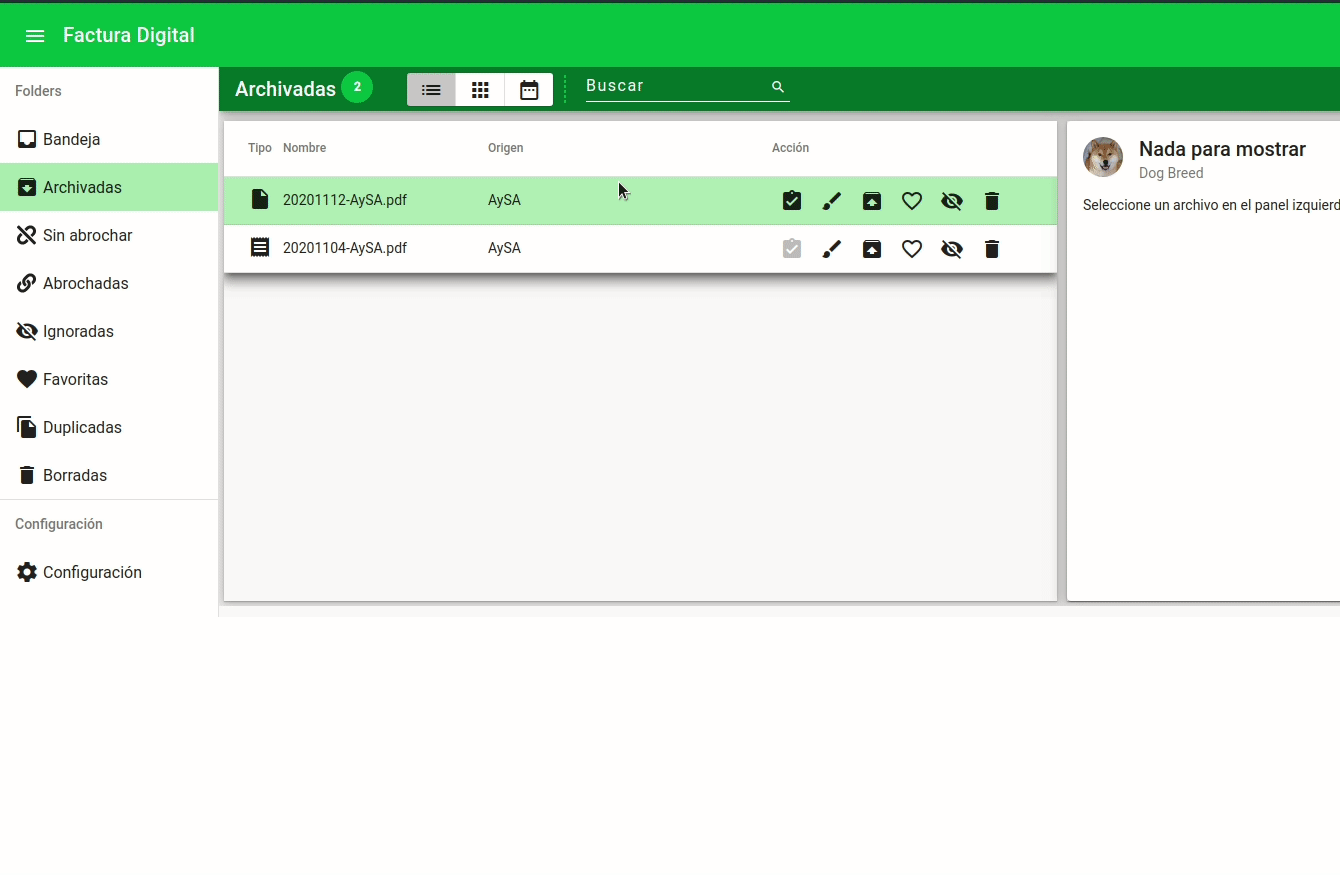 Factura Digital
Folders
Bandeja
Archivadas
Sin abrochar
Abrochadas
Ignoradas
Favoritas
Duplicadas
Borradas
Configuración
Configuración
Archivadas 2
Buscar
Tipo Nombre Origen Acción
20201112-AySA.pdf AySA
20201104-AySA.pdf AySA
Nada para mostrar
Dog Breed
Seleccione un archivo en el panel izquierd